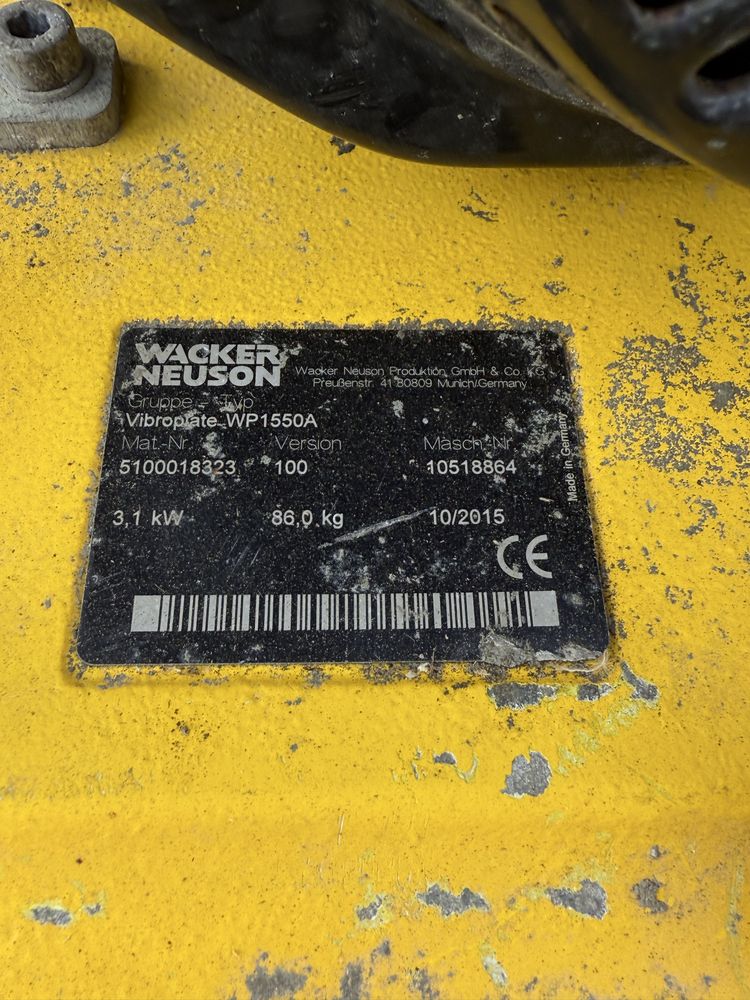 WACKER
NEUSON
Wacker Neuson Produktion GmbH & Co. KG
Preußenstr. 41 80809 Munich/Germany
Gruppe - Typ
Vibroplate WP1550A
Mat.-Nr. Version Masch.-Nr.
5100018323 100 10518864
3,1 kW 86,0 kg 10/2015
CE
Made in Germany